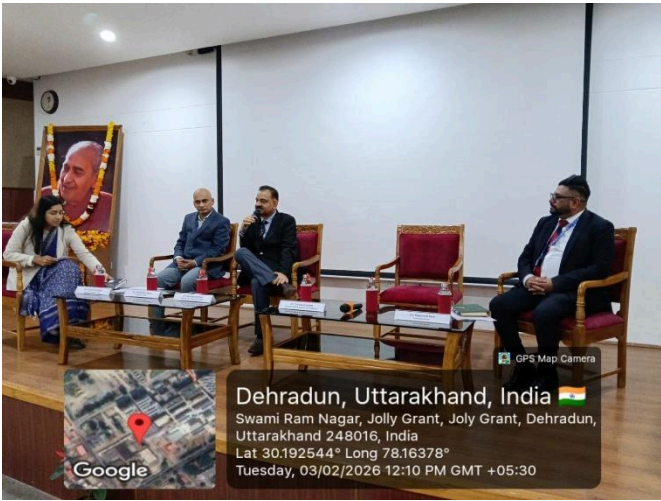 GPS Map Camera
Dehradun, Uttarakhand, India 🇮🇳
Swami Ram Nagar, Jolly Grant, Joly Grant, Dehradun,
Uttarakhand 248016, India
Lat 30.192544° Long 78.16378°
Tuesday, 03/02/2026 12:10 PM GMT +05:30
Google